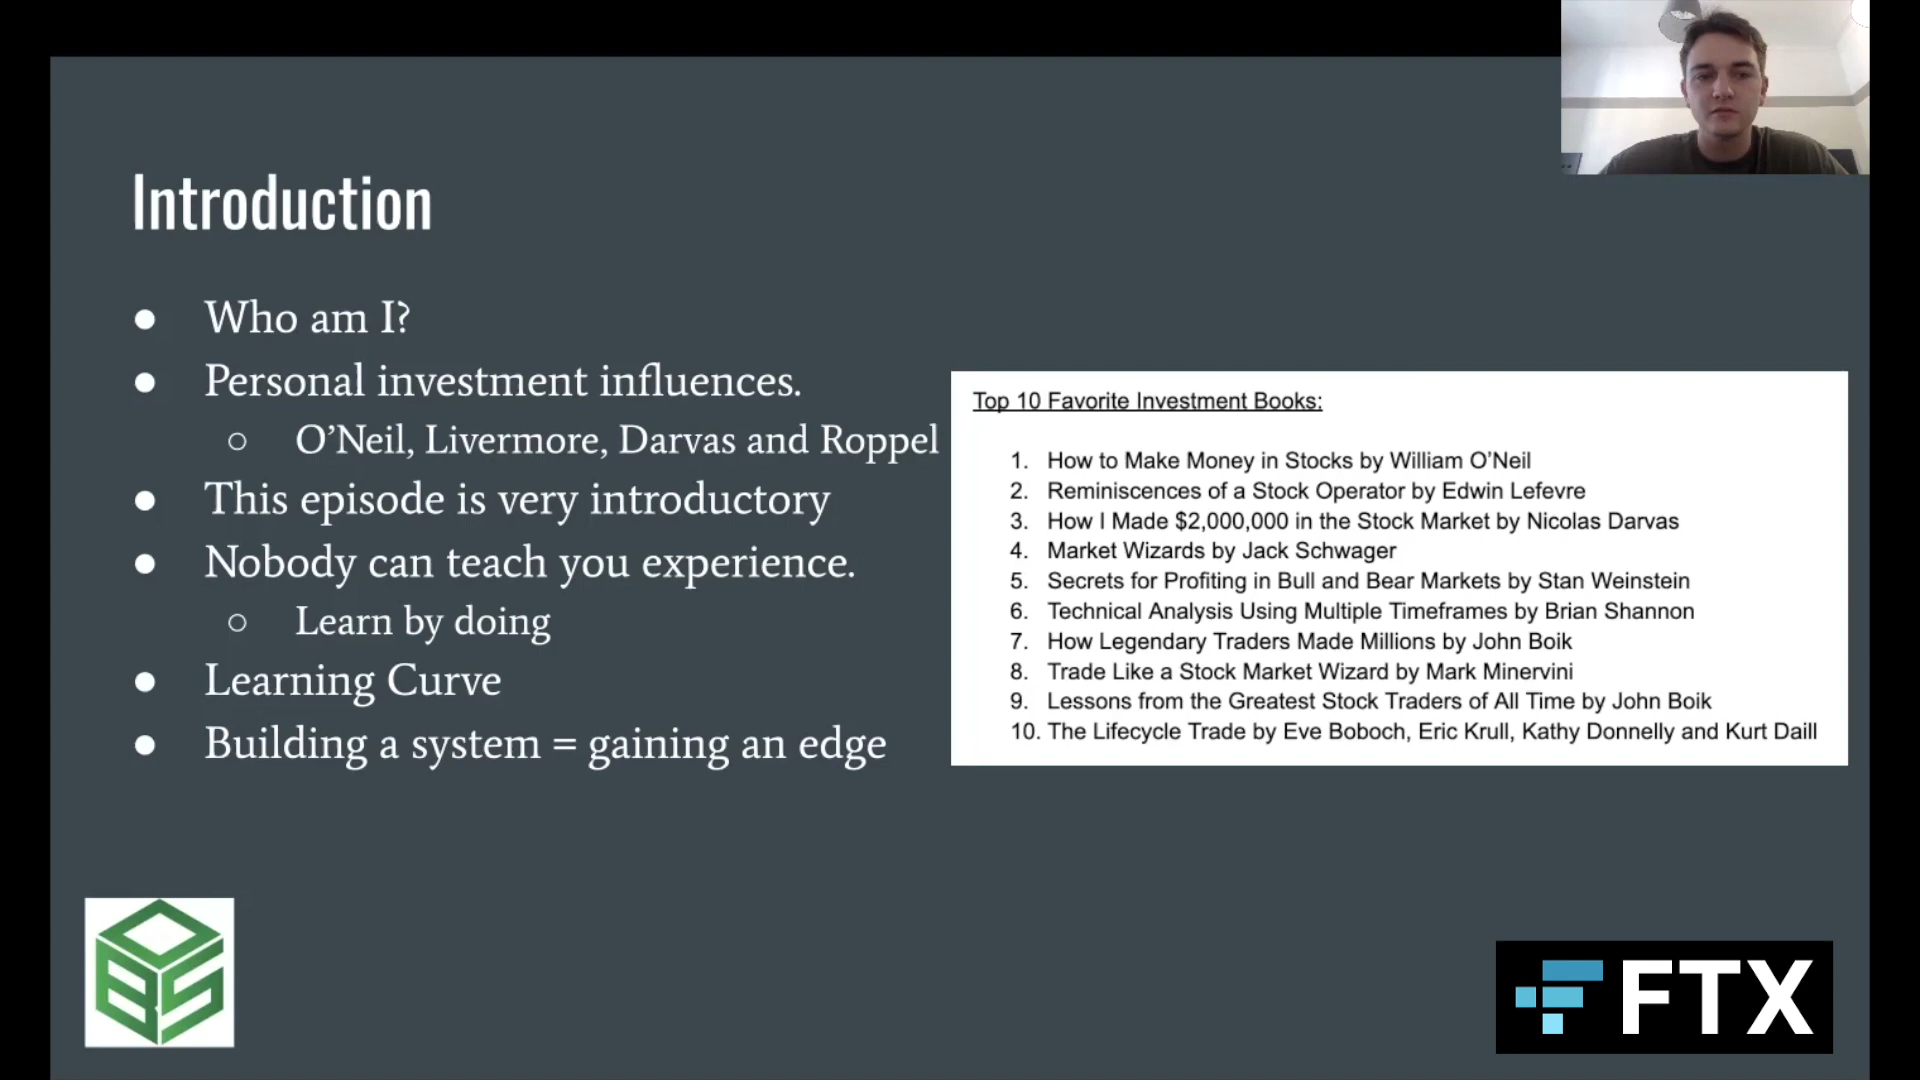 Introduction
● Who am I?
● Personal investment influences.
○ O’Neil, Livermore, Darvas and Roppel
● This episode is very introductory
● Nobody can teach you experience.
○ Learn by doing
● Learning Curve
● Building a system = gaining an edge
Top 10 Favorite Investment Books:
1. How to Make Money in Stocks by William O’Neil
2. Reminiscences of a Stock Operator by Edwin Lefevre
3. How I Made $2,000,000 in the Stock Market by Nicolas Darvas
4. Market Wizards by Jack Schwager
5. Secrets for Profiting in Bull and Bear Markets by Stan Weinstein
6. Technical Analysis Using Multiple Timeframes by Brian Shannon
7. How Legendary Traders Made Millions by John Boik
8. Trade Like a Stock Market Wizard by Mark Minervini
9. Lessons from the Greatest Stock Traders of All Time by John Boik
10. The Lifecycle Trade by Eve Boboch, Eric Krull, Kathy Donnelly and Kurt Daill
FTX